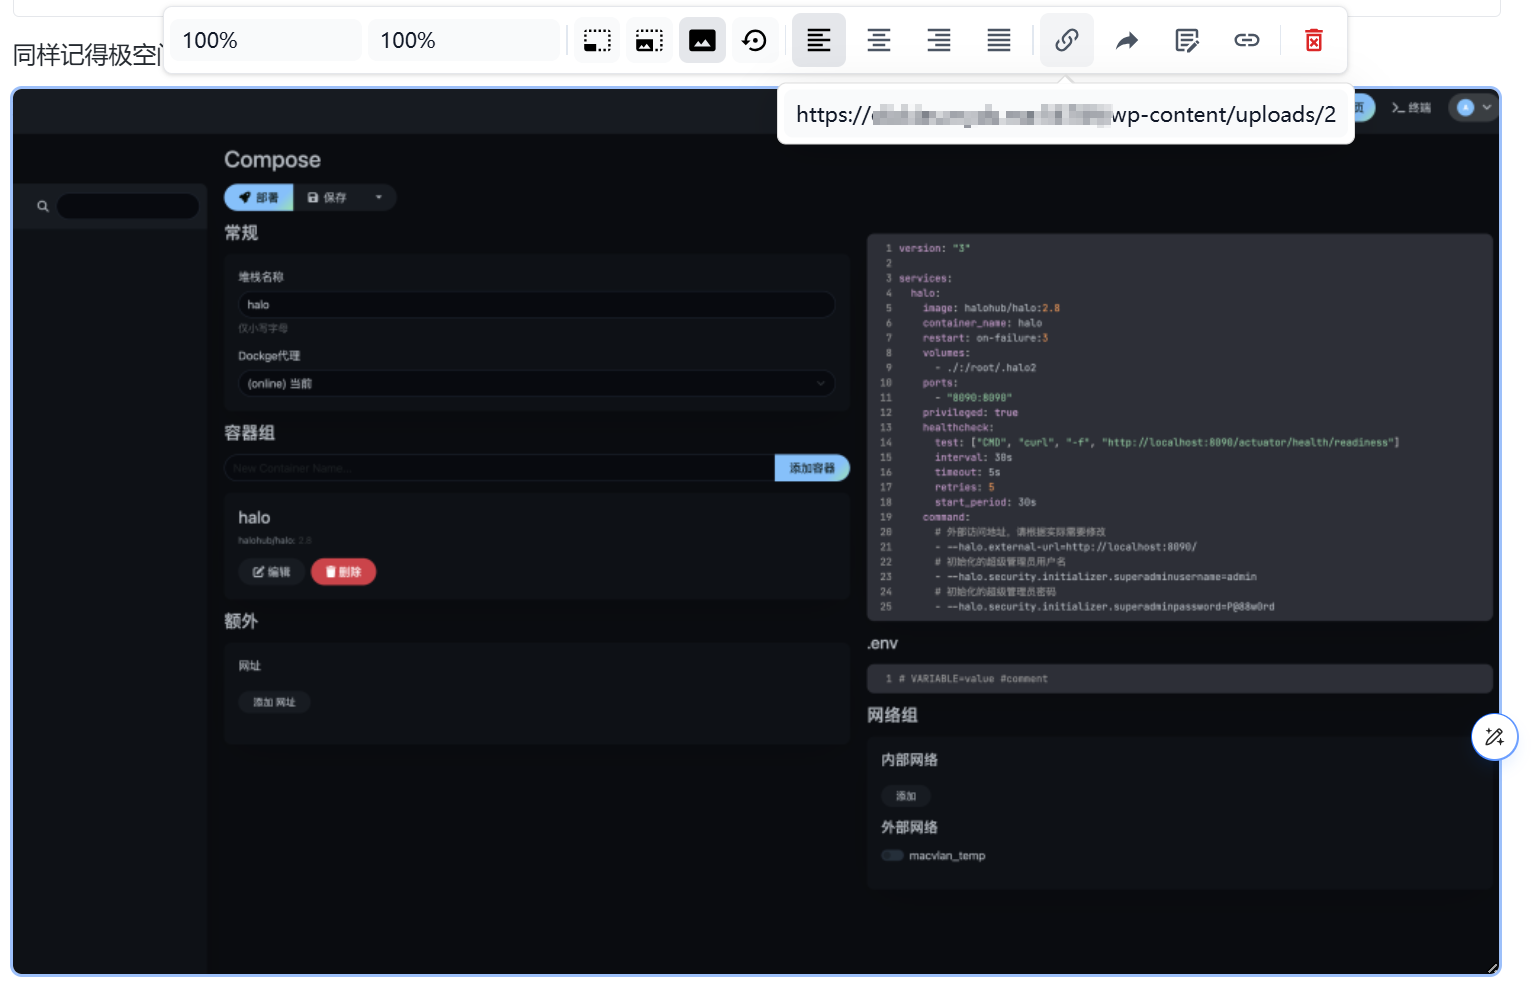 100%
100%
同样记得极空
https://
wp-content/uploads/2
页
终端
Compose
部署
保存
常规
堆栈名称
halo
仅小写字母
Dockge代理
(online) 当前
容器组
New Container Name...
添加容器
halo
halohub/halo: 2.8
编辑
删除
额外
网址
添加 网址
1 version: "3"
2
3 services:
4 halo:
5 image: halohub/halo:2.8
6 container_name: halo
7 restart: on-failure:3
8 volumes:
9 - ./:/root/.halo2
10 ports:
11 - "8090:8090"
12 privileged: true
13 healthcheck:
14 test: ["CMD", "curl", "-f", "http://localhost:8090/actuator/health/readiness"]
15 interval: 30s
16 timeout: 5s
17 retries: 5
18 start_period: 30s
19 command:
20 # 外部访问地址，请根据实际需要修改
21 - --halo.external-url=http://localhost:8090/
22 # 初始化的超级管理员用户名
23 - --halo.security.initializer.superadminusername=admin
24 # 初始化的超级管理员密码
25 - --halo.security.initializer.superadminpassword=P@88w0rd
.env
1 # VARIABLE=value #comment
网络组
内部网络
添加
外部网络
macvlan_temp